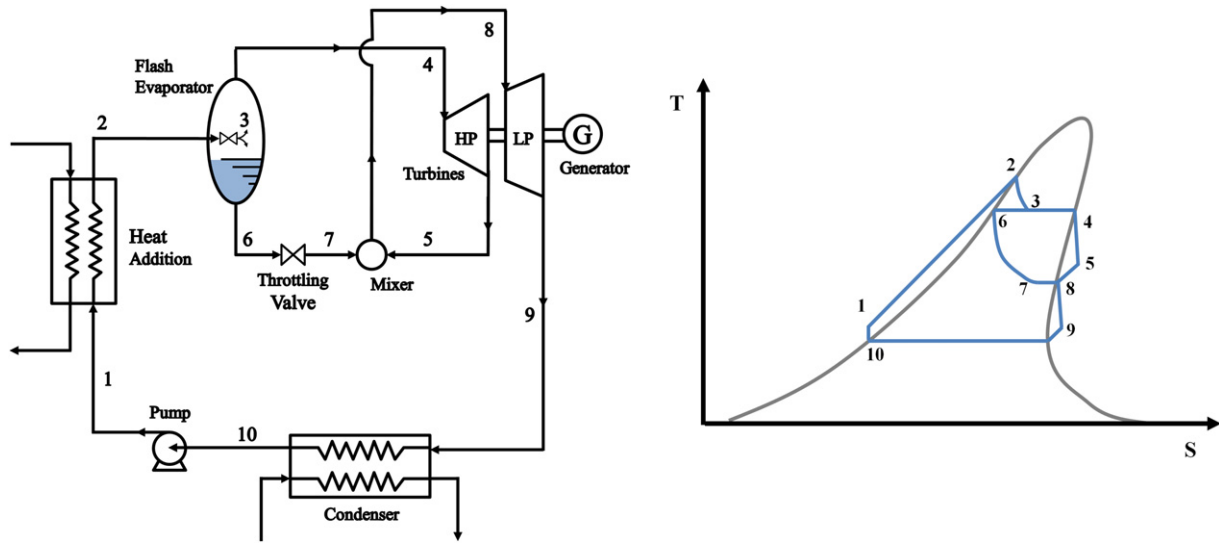 8
Flash
Evaporator
4
2
3
HP
LP
G
Generator
Turbines
Heat
Addition
6
7
5
Throttling
Valve
Mixer
9
1
Pump
10
Condenser
T
2
6
3
4
5
7
8
1
9
10
S